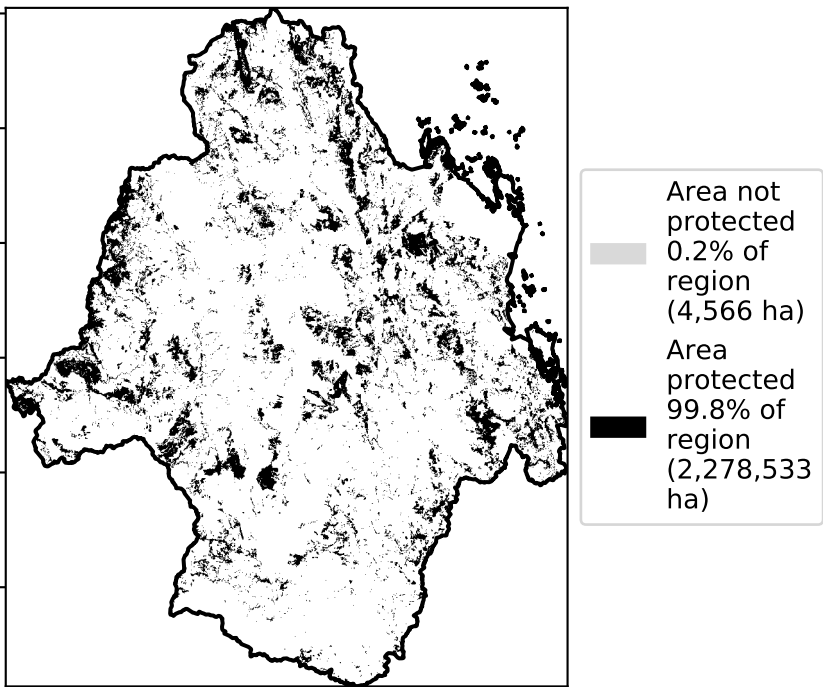 Area not
protected
0.2% of
region
(4,566 ha)
Area
protected
99.8% of
region
(2,278,533
ha)